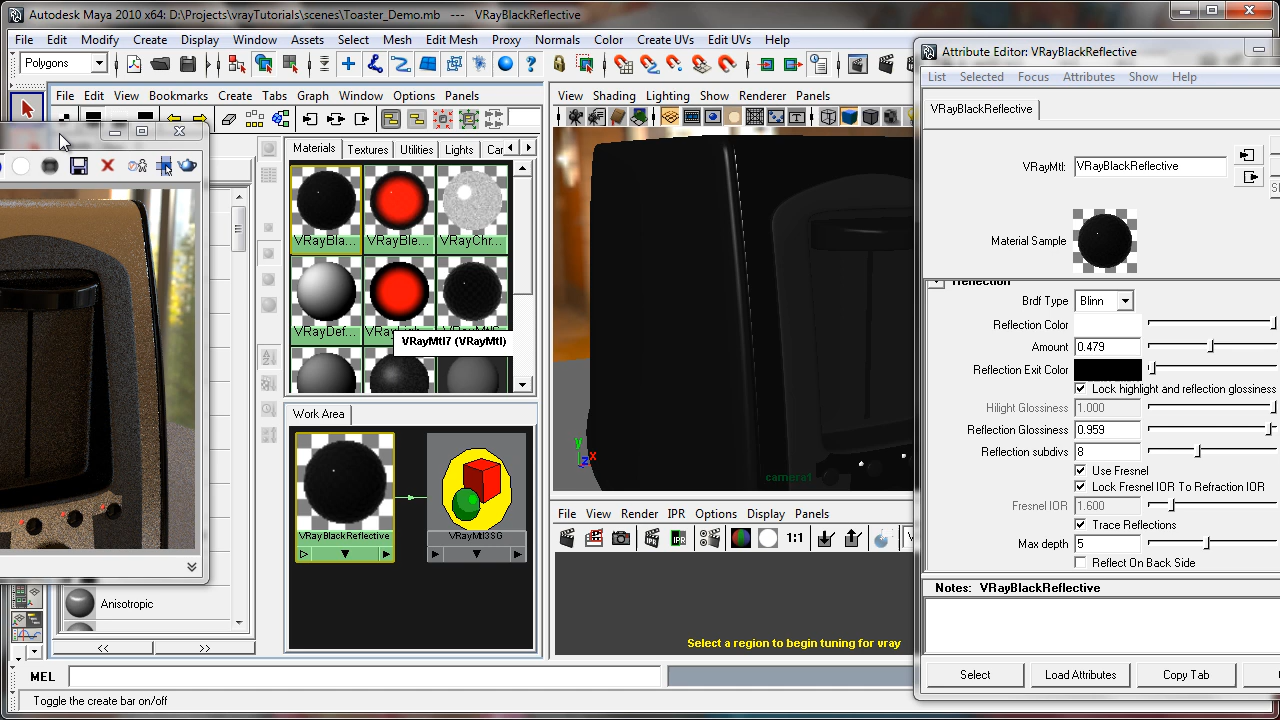 Autodesk Maya 2010 x64: D:\Projects\vrayTutorials\scenes\Toaster_Demo.mb --- VRayBlackReflective
File Edit Modify Create Display Window Assets Select Mesh Edit Mesh Proxy Normals Color Create UVs Edit UVs Help
Polygons
File Edit View Bookmarks Create Tabs Graph Window Options Panels
Materials Textures Utilities Lights Car
VRayBla... VRayBle... VRayChr...
VRayDef...
VRayMtl7 (VRayMtl)
Work Area
VRayBlackReflective VRayMtl3SG
Anisotropic
<< >>
View Shading Lighting Show Renderer Panels
y x z
camera1
File View Render IPR Options Display Panels
IPR IPR 1:1
Select a region to begin tuning for vray
Attribute Editor: VRayBlackReflective
List Selected Focus Attributes Show Help
VRayBlackReflective
VRayMtl: VRayBlackReflective
Material Sample
Reflection
Brdf Type Blinn
Reflection Color
Amount 0.479
Reflection Exit Color
Lock highlight and reflection glossiness
Hilight Glossiness 1.000
Reflection Glossiness 0.959
Reflection subdivs 8
Use Fresnel
Lock Fresnel IOR To Refraction IOR
Fresnel IOR 1.600
Trace Reflections
Max depth 5
Reflect On Back Side
Notes: VRayBlackReflective
Select Load Attributes Copy Tab
MEL
Toggle the create bar on/off